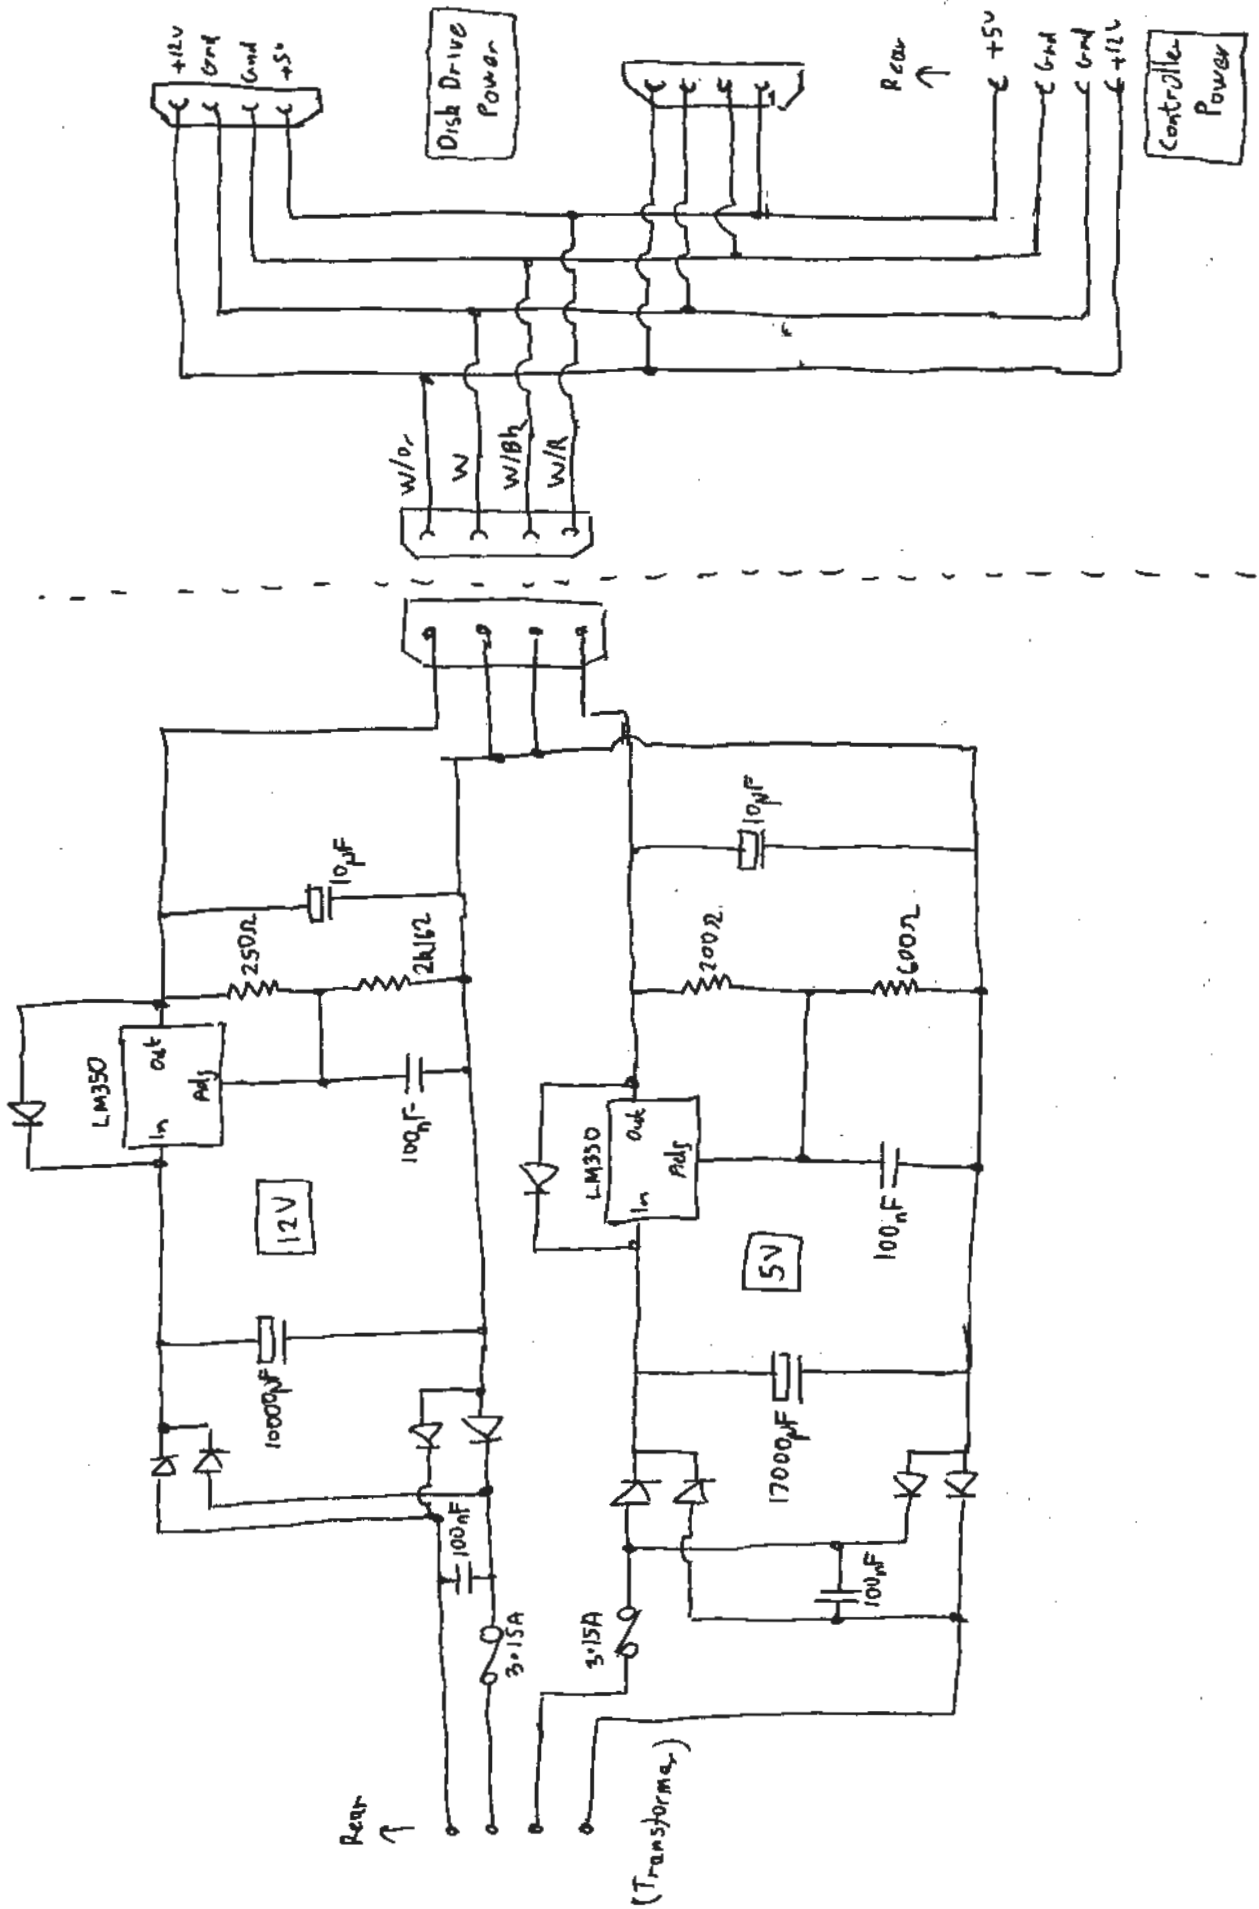 Rear
(Transformer)
3.15A
100nF
10000µF
12V
LM350
In
Out
Adj
100nF
250Ω
2k162
10µF
3.15A
100nF
17000µF
5V
LM350
In
Out
Adj
100nF
200Ω
600Ω
10µF
W/Or
W
W/Bk
W/R
+12V
Gnd
Gnd
+5V
Disk Drive
Power
Rear
+5V
Gnd
Gnd
+12V
Controller
Power